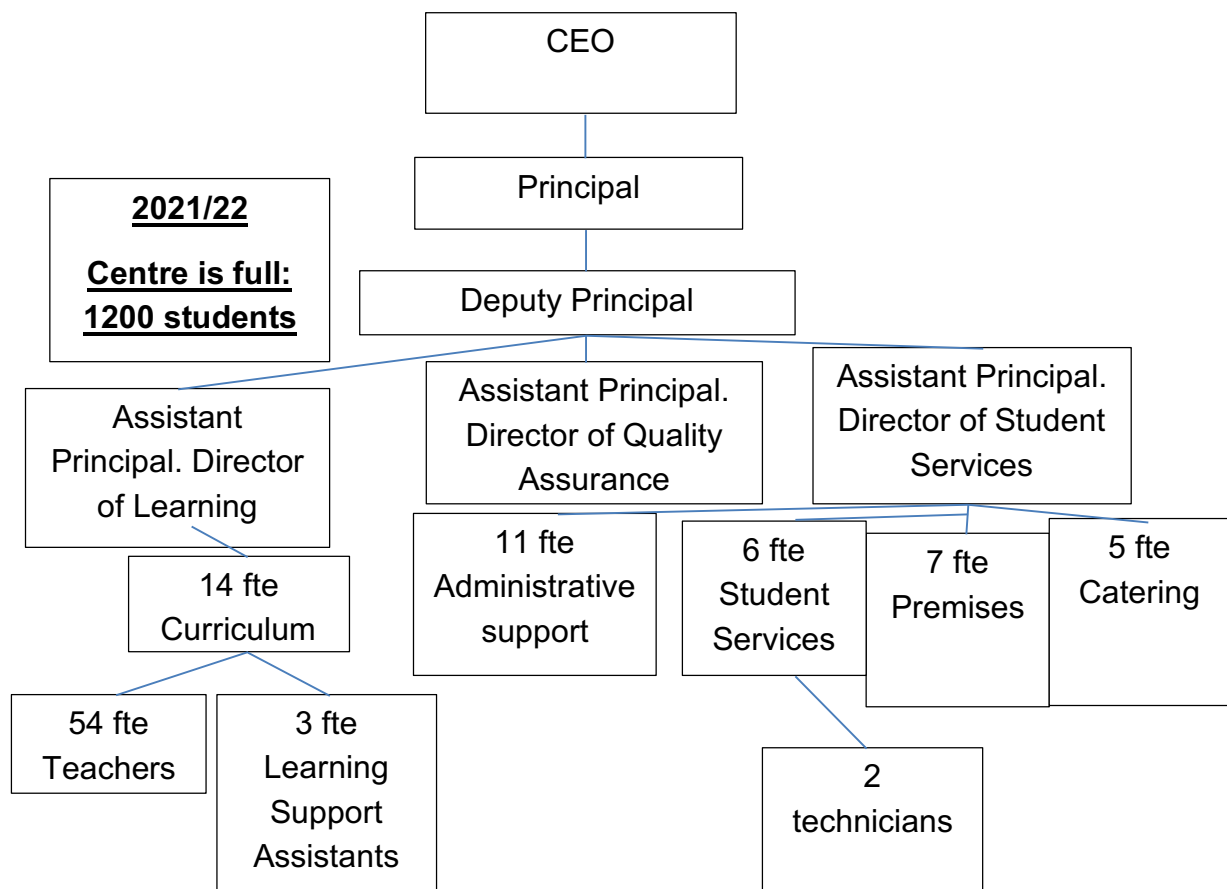 CEO
Principal
2021/22
Centre is full:
1200 students
Deputy Principal
Assistant
Principal. Director
of Learning
Assistant Principal.
Director of Quality
Assurance
Assistant Principal.
Director of Student
Services
14 fte
Curriculum
11 fte
Administrative
support
6 fte
Student
Services
7 fte
Premises
5 fte
Catering
54 fte
Teachers
3 fte
Learning
Support
Assistants
2
technicians